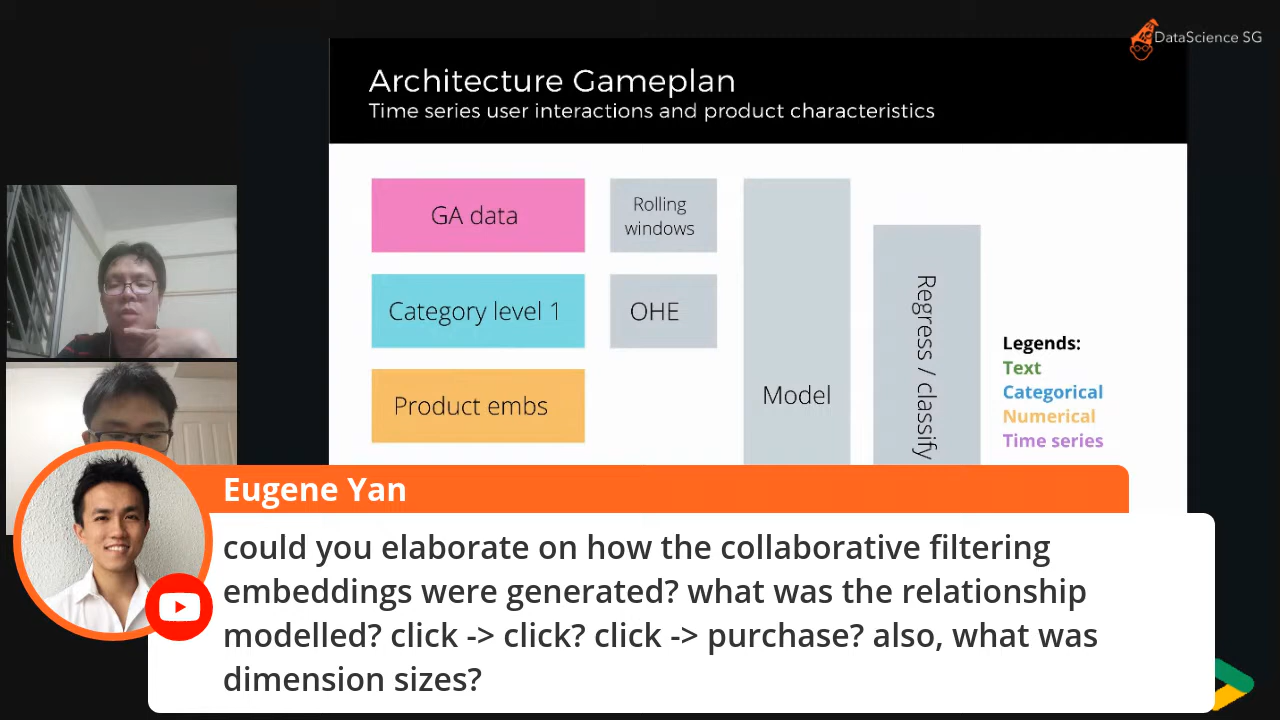 DataScience SG
Architecture Gameplan
Time series user interactions and product characteristics
GA data
Rolling
windows
Category level 1
OHE
Product embs
Model
Regress / classify
Legends:
Text
Categorical
Numerical
Time series
Eugene Yan
could you elaborate on how the collaborative filtering
embeddings were generated? what was the relationship
modelled? click -> click? click -> purchase? also, what was
dimension sizes?